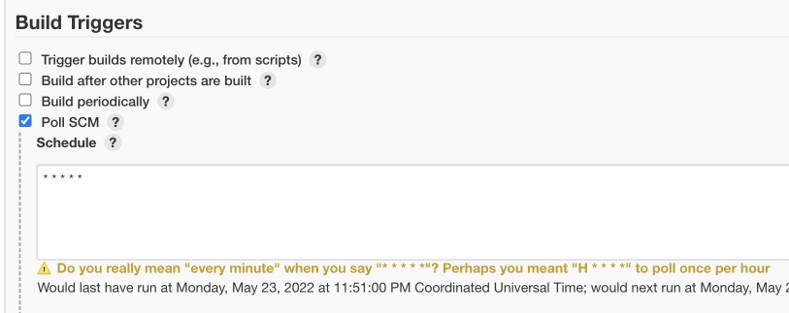 Build Triggers
Trigger builds remotely (e.g., from scripts) ?
Build after other projects are built ?
Build periodically ?
Poll SCM ?
Schedule ?
* * * * *
Do you really mean "every minute" when you say "* * * * *"? Perhaps you meant "H * * * *" to poll once per hour
Would last have run at Monday, May 23, 2022 at 11:51:00 PM Coordinated Universal Time; would next run at Monday, May 2